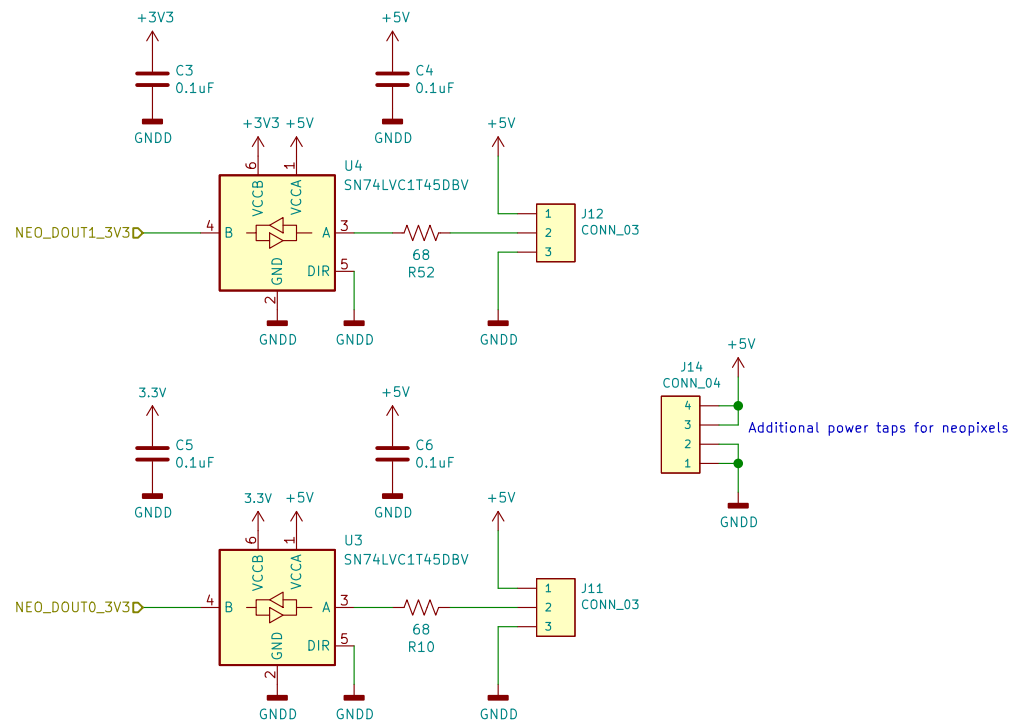 +3V3
C3
0.1uF
GNDD
+5V
C4
0.1uF
GNDD
NEO_DOUT1_3V3
+3V3 +5V
U4
SN74LVC1T45DBV
6
1
VCCB
VCCA
4
B
A
3
DIR
5
GND
2
GNDD
GNDD
68
R52
+5V
J12
CONN_03
1
2
3
GNDD
+5V
J14
CONN_04
4
3
2
1
Additional power taps for neopixels
GNDD
3.3V
C5
0.1uF
GNDD
+5V
C6
0.1uF
GNDD
NEO_DOUT0_3V3
3.3V +5V
U3
SN74LVC1T45DBV
6
1
VCCB
VCCA
4
B
A
3
DIR
5
GND
2
GNDD
GNDD
68
R10
+5V
J11
CONN_03
1
2
3
GNDD